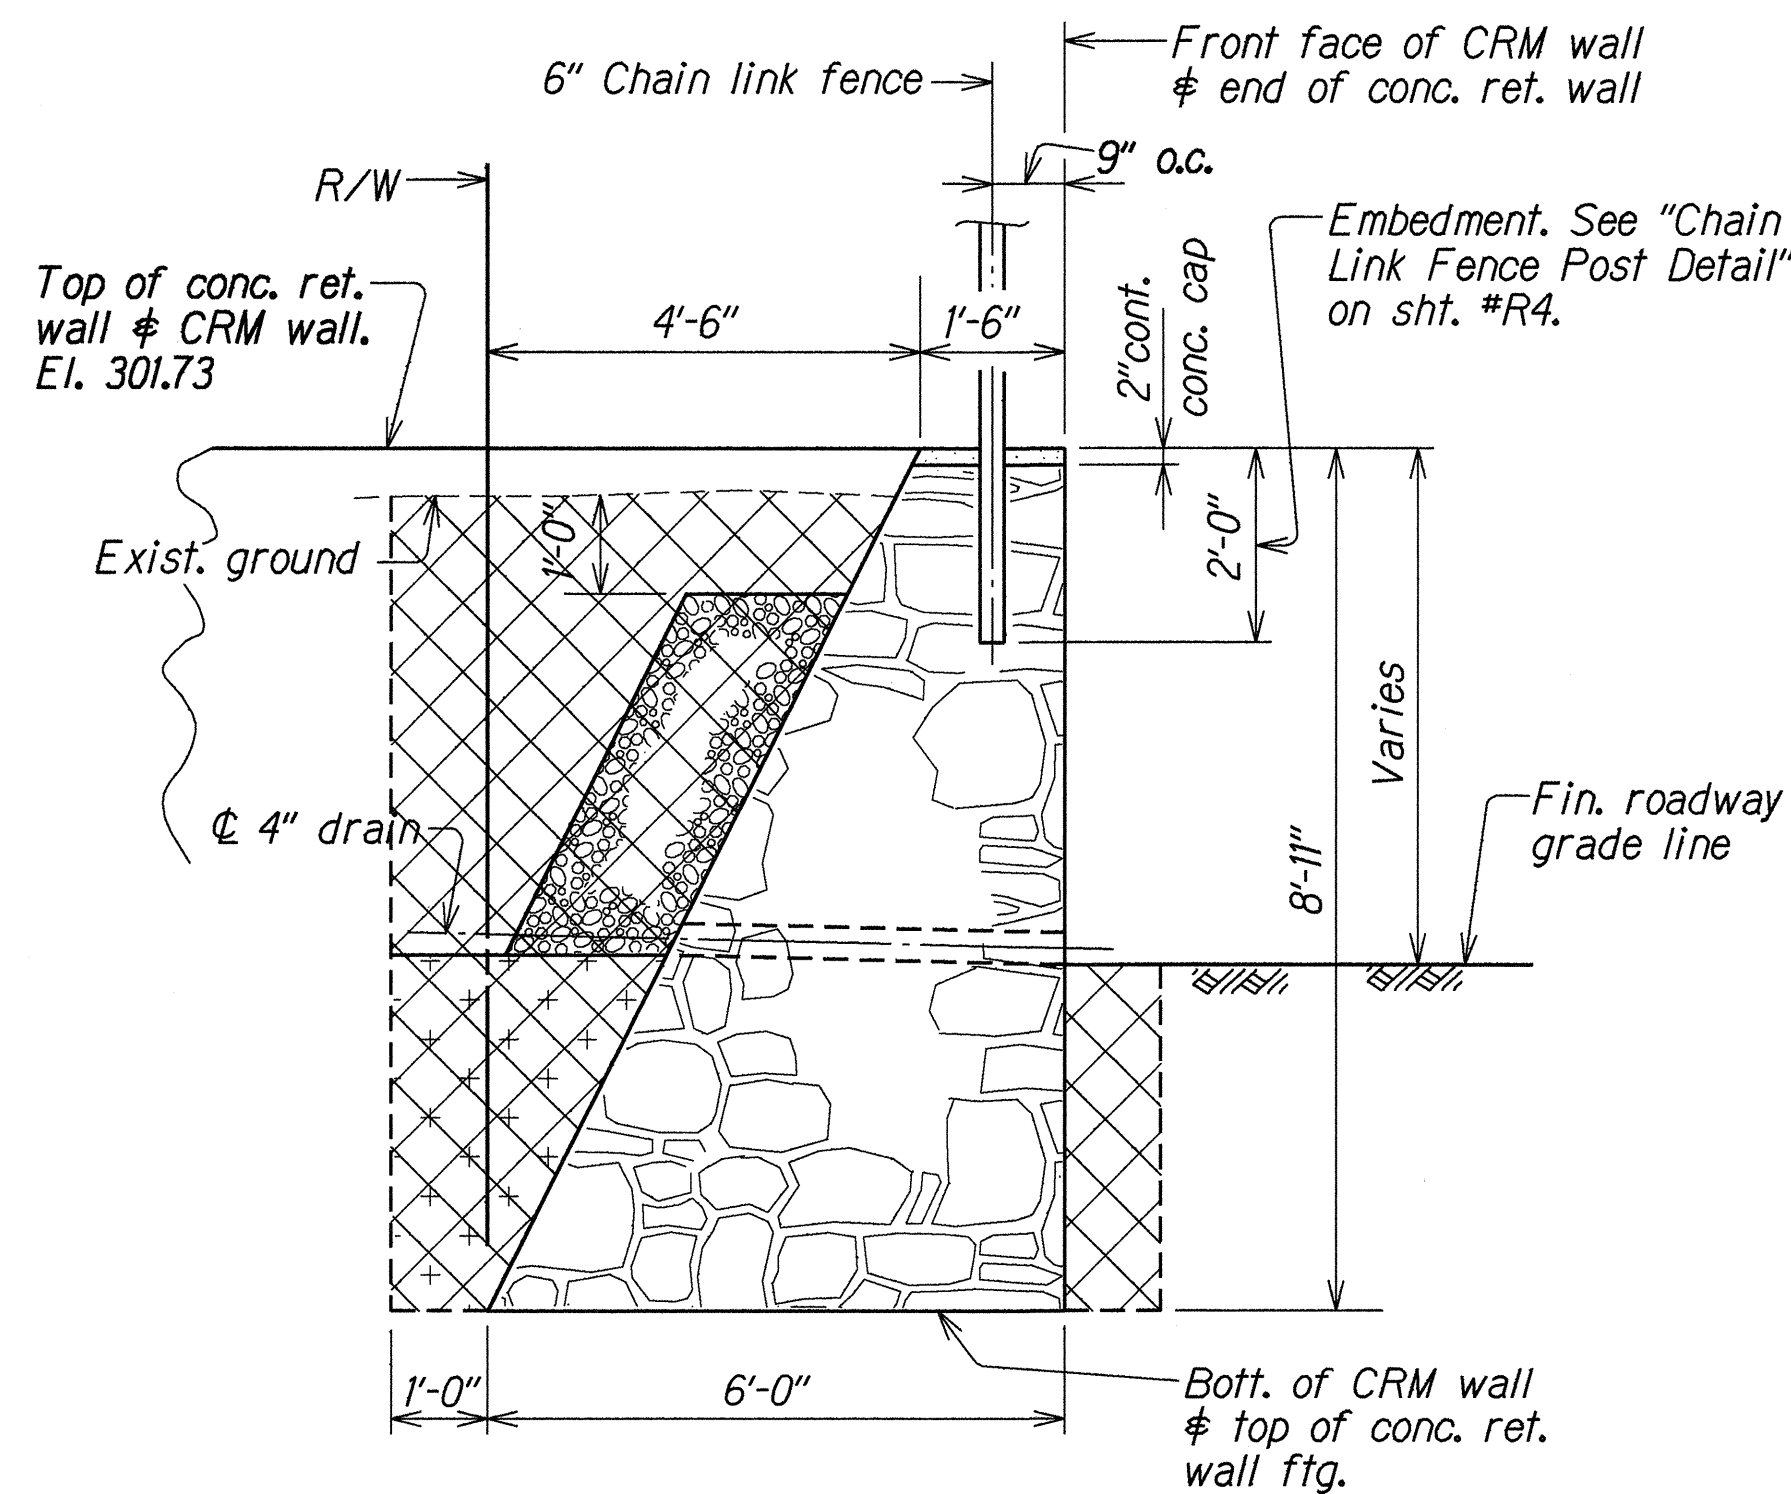 Front face of CRM wall
& end of conc. ret. wall
6" Chain link fence
9" o.c.
R/W
Embedment. See "Chain
Link Fence Post Detail"
on sht. #R4.
2" cont.
conc. cap
Top of conc. ret.
wall & CRM wall.
El. 301.73
4'-6"
1'-6"
Exist. ground
1'-0"
2'-0"
Varies
8'-11"
℄ 4" drain
Fin. roadway
grade line
1'-0"
6'-0"
Bott. of CRM wall
& top of conc. ret.
wall ftg.